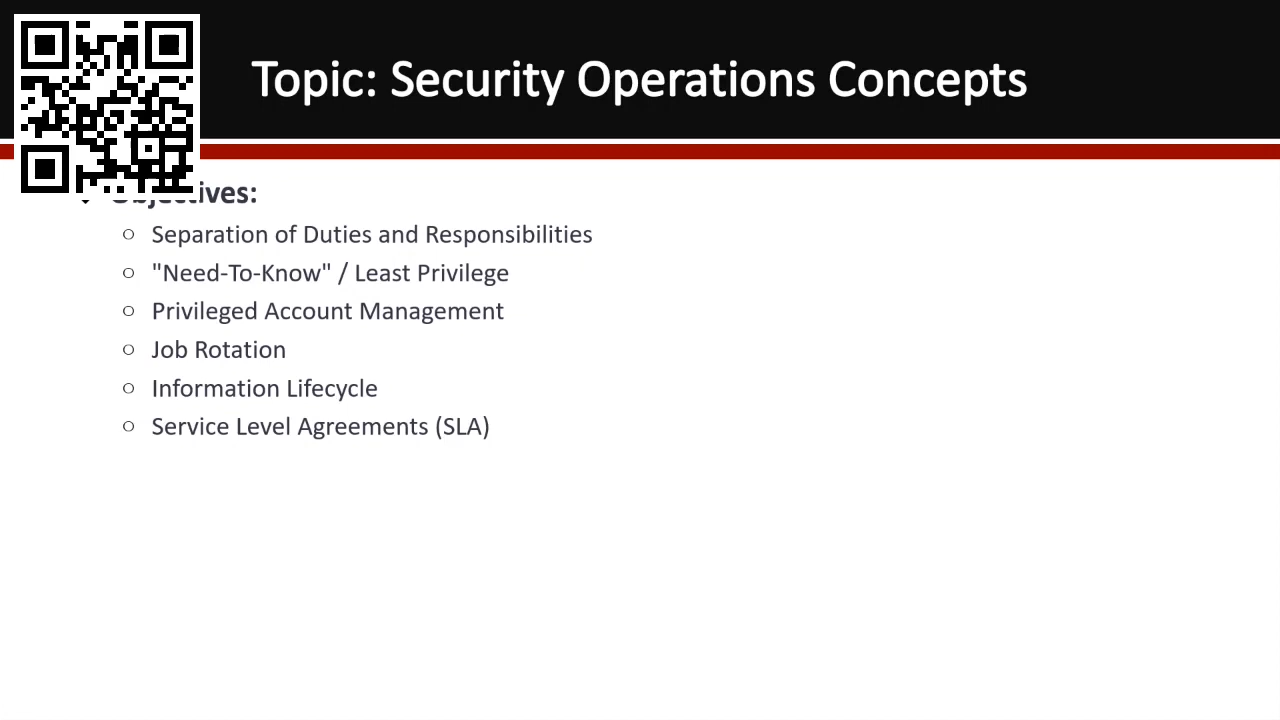 Topic: Security Operations Concepts
Objectives:
Separation of Duties and Responsibilities
"Need-To-Know" / Least Privilege
Privileged Account Management
Job Rotation
Information Lifecycle
Service Level Agreements (SLA)